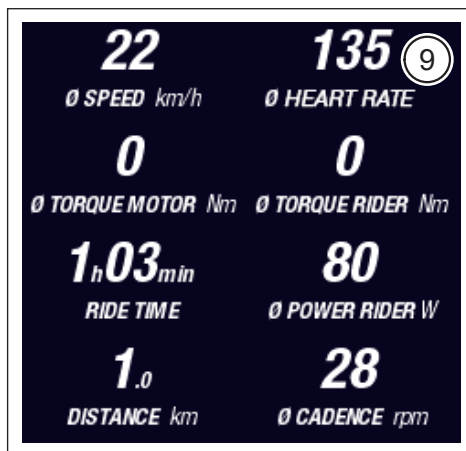 22 135 9
Ø SPEED km/h Ø HEART RATE
0 0
Ø TORQUE MOTOR Nm Ø TORQUE RIDER Nm
1h03min 80
RIDE TIME Ø POWER RIDER W
1.0 28
DISTANCE km Ø CADENCE rpm